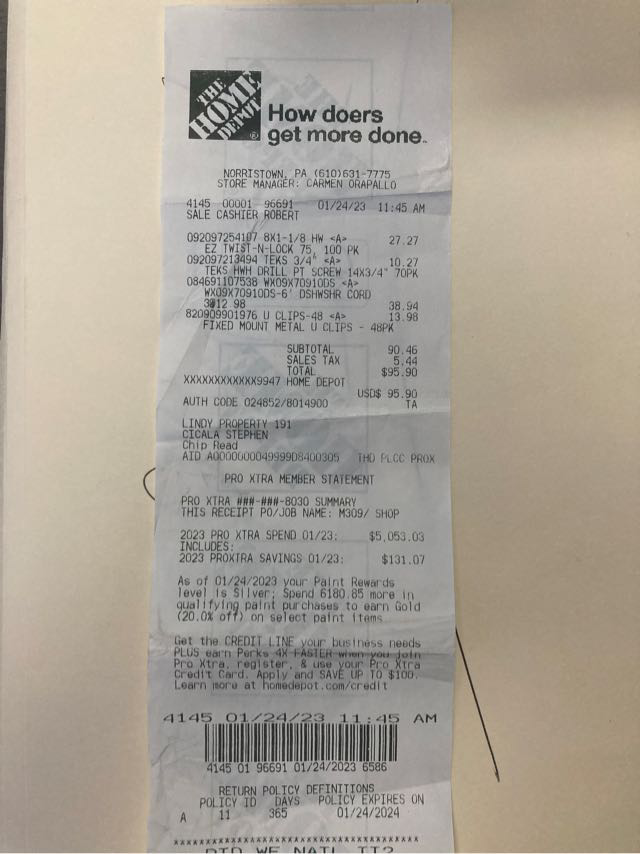 THE
HOME
DEPOT
®
How doers
get more done.
NORRISTOWN, PA (610)631-7775
STORE MANAGER: CARMEN ORAPALLO
4145 00001 96691 01/24/23 11:45 AM
SALE CASHIER ROBERT
092097254107 8X1-1/8 HW <A> 27.27
EZ TWIST-N-LOCK 75, 100 PK
092097213494 TEKS 3/4" <A> 10.27
TEKS HWH DRILL PT SCREW 14X3/4" 70PK
084691107538 WX09X70910DS <A>
WX09X70910DS-6' DSHWSHR CORD
98 38.94
820909901976 U CLIPS-48 <A> 13.98
FIXED MOUNT METAL U CLIPS - 48PK
SUBTOTAL 90.46
SALES TAX 5.44
TOTAL $95.90
XXXXXXXXXXXX9947 HOME DEPOT
USD$ 95.90
AUTH CODE 024852/8014900 TA
LINDY PROPERTY 191
CICALA STEPHEN
Chip Read
AID A0000000049999D8400305 THD PLCC PROX
PRO XTRA MEMBER STATEMENT
PRO XTRA ###-###-8030 SUMMARY
THIS RECEIPT PO/JOB NAME: M309/ SHOP
2023 PRO XTRA SPEND 01/23: $5,053.03
INCLUDES:
2023 PROXTRA SAVINGS 01/23: $131.07
As of 01/24/2023 your Paint Rewards
level is Silver; Spend 6180.85 more in
qualifying paint purchases to earn Gold
(20.0% off) on select paint items
Get the CREDIT LINE your business needs
PLUS earn Perks 4X FASTER when you join
Pro Xtra, register, & use your Pro Xtra
Credit Card. Apply and SAVE UP TO $100.
Learn more at homedepot.com/credit
4145 01/24/23 11:45 AM
4145 01 96691 01/24/2023 6586
RETURN POLICY DEFINITIONS
POLICY ID DAYS POLICY EXPIRES ON
A 11 365 01/24/2024
DID WE NAIL IT?